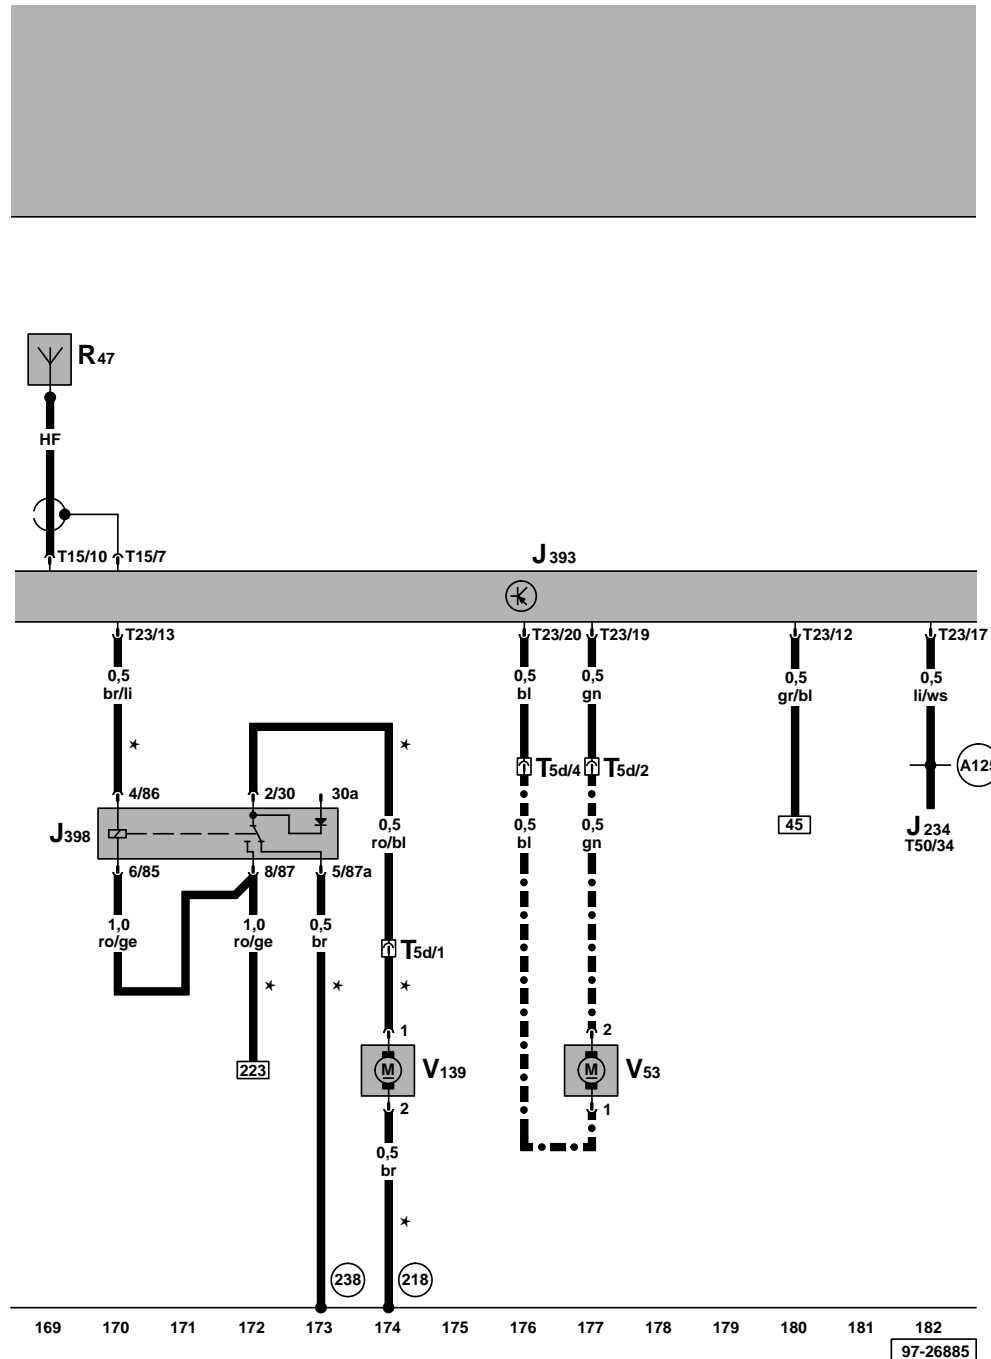 R47
HF
T15/10 T15/7
J393
T23/13 T23/20 T23/19 T23/12 T23/17
0,5 0,5 0,5 0,5 0,5
br/li bl gn gr/bl li/ws
* *
T5d/4 T5d/2
4/86 2/30 30a
J398
0,5 0,5 0,5
ro/bl bl gn
45
J234
T50/34
6/85 8/87 5/87a
1,0 1,0 0,5
ro/ge ro/ge br
T5d/1
* * *
1 2
223
M V139
M V53
2 1
0,5
br
*
238 218
169 170 171 172 173 174 175 176 177 178 179 180 181 182
97-26885